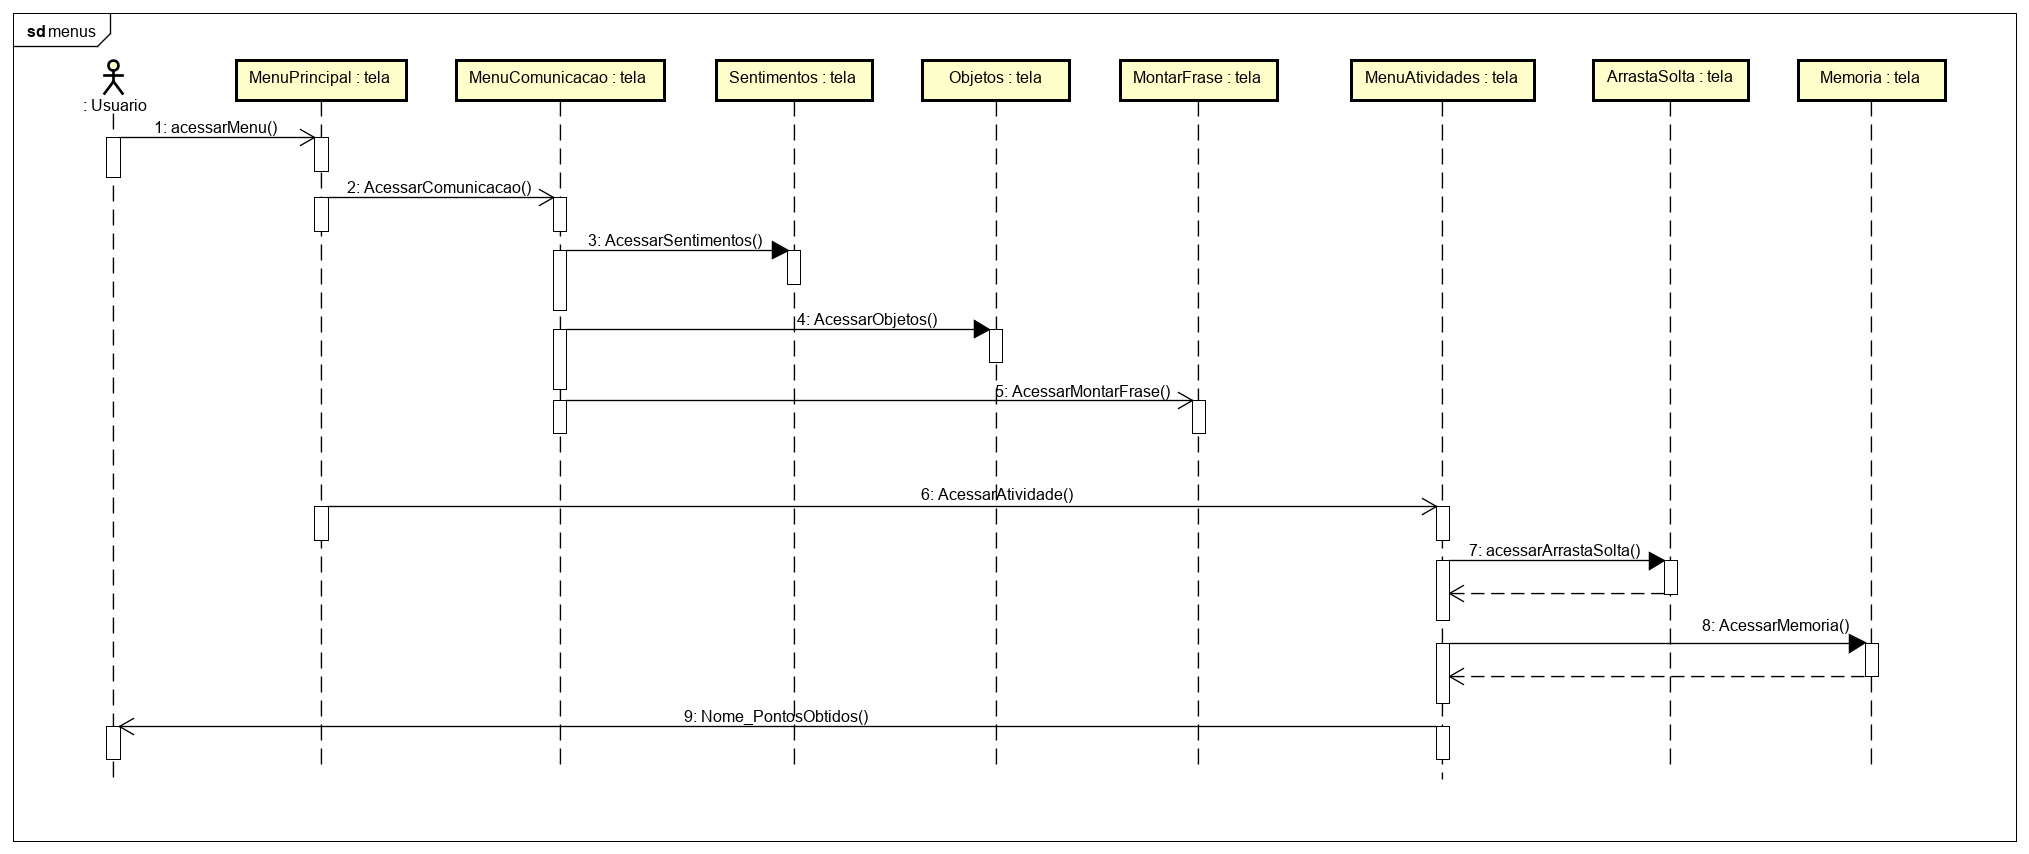 sd menus
: Usuario
MenuPrincipal : tela
MenuComunicacao : tela
Sentimentos : tela
Objetos : tela
MontarFrase : tela
MenuAtividades : tela
ArrastaSolta : tela
Memoria : tela
1: acessarMenu()
2: AcessarComunicacao()
3: AcessarSentimentos()
4: AcessarObjetos()
5: AcessarMontarFrase()
6: AcessarAtividade()
7: acessarArrastaSolta()
8: AcessarMemoria()
9: Nome_PontosObtidos()